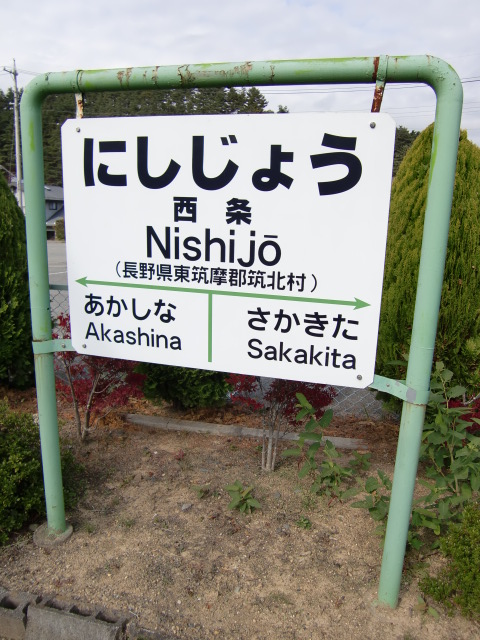 にしじょう
西条
Nishijō
(長野県東筑摩郡筑北村)
あかしな さかきた
Akashina Sakakita